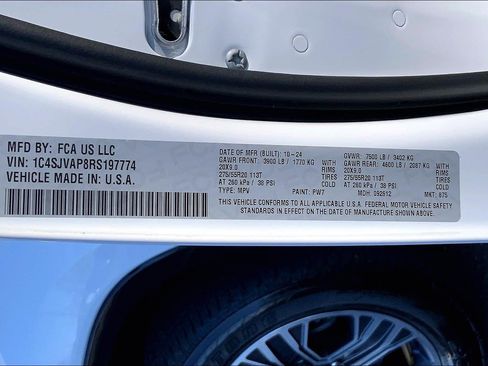 MFD BY: FCA US LLC
VIN: 1C4SJVAP8RS197774
VEHICLE MADE IN: U.S.A.
DATE OF MFR (BUILT): 10-24 GVWR: 7500 LB/ 3402 KG
GAWR FRONT: 3900 LB/ 1770 KG RIMS GAWR REAR: 4600 LB/ 2087 KG RIMS
20X9.0 20X9.0
275/55R20 113T TIRES 275/55R20 113T TIRES
AT 260 kPa/ 38 PSI COLD AT 260 kPa/ 38 PSI COLD
TYPE: MPV PAINT: PW7 MDH: 092612 MKT: 875
THIS VEHICLE CONFORMS TO ALL APPLICABLE U.S.A. FEDERAL MOTOR VEHICLE SAFETY
STANDARDS IN EFFECT ON THE DATE OF MANUFACTURE SHOWN ABOVE.